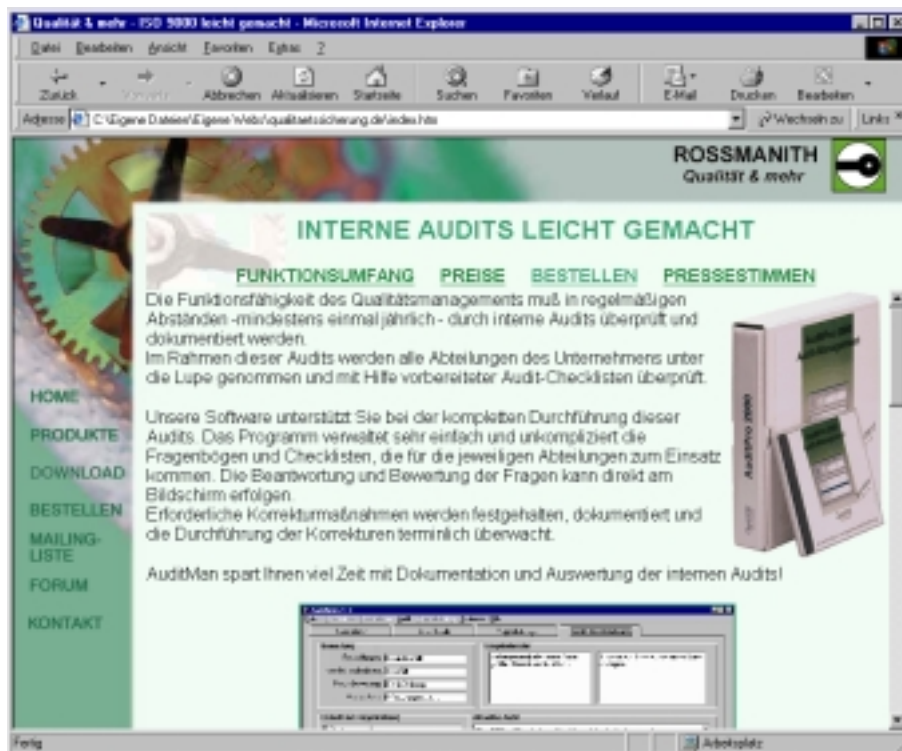 Qualität & mehr - ISO 9000 leicht gemacht - Microsoft Internet Explorer
Datei Bearbeiten Ansicht Favoriten Extras ?
Zurück Vorwärts Abbrechen Aktualisieren Startseite Suchen Favoriten Verlauf E-Mail Drucken Bearbeiten
Adresse C:\Eigene Dateien\Eigene Webs\qualitaetssicherung.de\index.htm Wechseln zu Links
ROSSMANITH
Qualität & mehr
INTERNE AUDITS LEICHT GEMACHT
FUNKTIONSUMFANG PREISE BESTELLEN PRESSESTIMMEN
Die Funktionsfähigkeit des Qualitätsmanagements muß in regelmäßigen
Abständen -mindestens einmal jährlich - durch interne Audits überprüft und
dokumentiert werden.
Im Rahmen dieser Audits werden alle Abteilungen des Unternehmens unter
die Lupe genommen und mit Hilfe vorbereiteter Audit-Checklisten überprüft.
Unsere Software unterstützt Sie bei der kompletten Durchführung dieser
Audits. Das Programm verwaltet sehr einfach und unkompliziert die
Fragenbögen und Checklisten, die für die jeweiligen Abteilungen zum Einsatz
kommen. Die Beantwortung und Bewertung der Fragen kann direkt am
Bildschirm erfolgen.
Erforderliche Korrekturmaßnahmen werden festgehalten, dokumentiert und
die Durchführung der Korrekturen terminlich überwacht.
AuditMan spart Ihnen viel Zeit mit Dokumentation und Auswertung der internen Audits!
HOME
PRODUKTE
DOWNLOAD
BESTELLEN
MAILING-
LISTE
FORUM
KONTAKT
AuditPro 2000
Fertig Arbeitsplatz